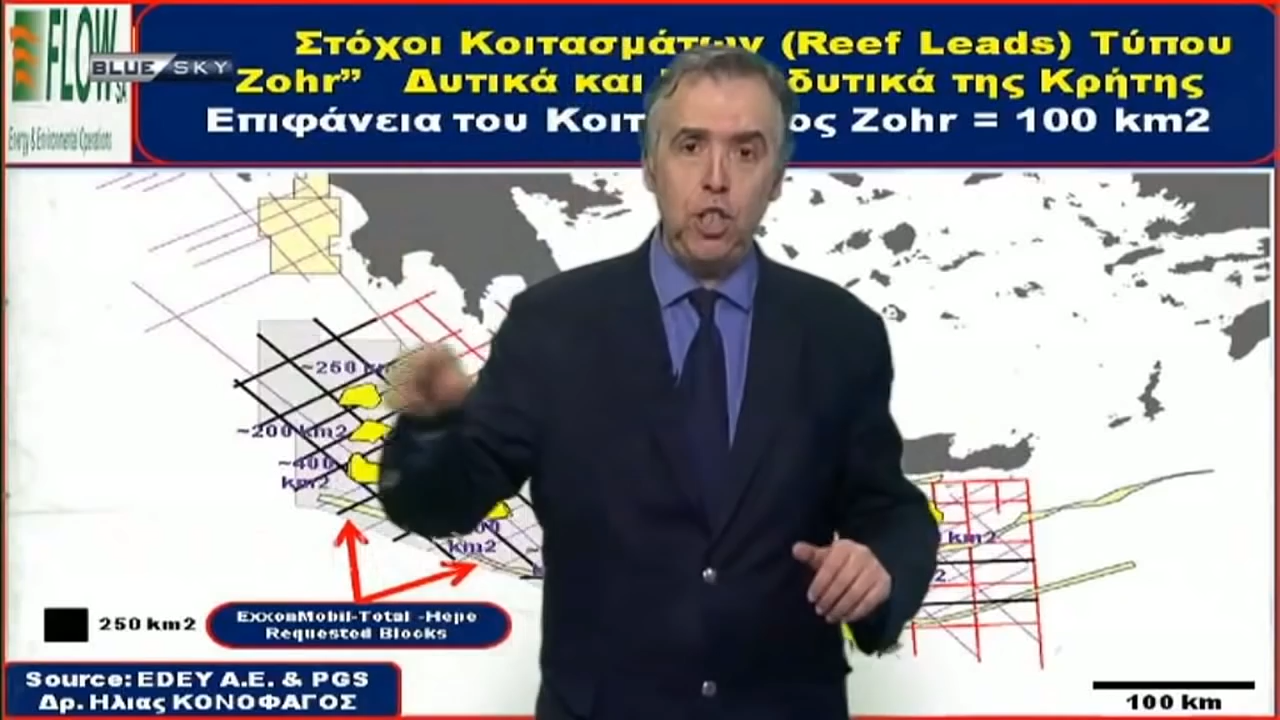 FLOW
SA
BLUE SKY
Energy & Environmental Operations
Στόχοι Κοιτασμάτων (Reef Leads) Τύπου
Zohr” Δυτικά και δυτικά της Κρήτης
Επιφάνεια του Κοιτ ος Zohr = 100 km2
~250 km
~200 km2
~400
km2
km2
km2
250 km2
ExxonMobil-Total -Hepe
Requested Blocks
Source: EDEY A.E. & PGS
Δρ. Ηλιας ΚΟΝΟΦΑΓΟΣ
100 km